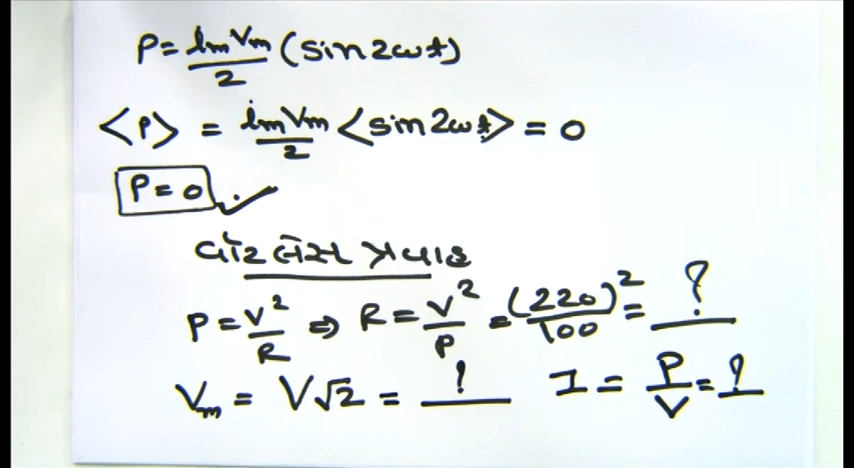 P = imVm/2 (sin2ωt)
<P> = imVm/2 <sin2ωt> = 0
P = 0 ✓
P = V²/R ⇒ R = V²/P = (220)²/100 = ?
Vm = V√2 = ? I = P/V = ?